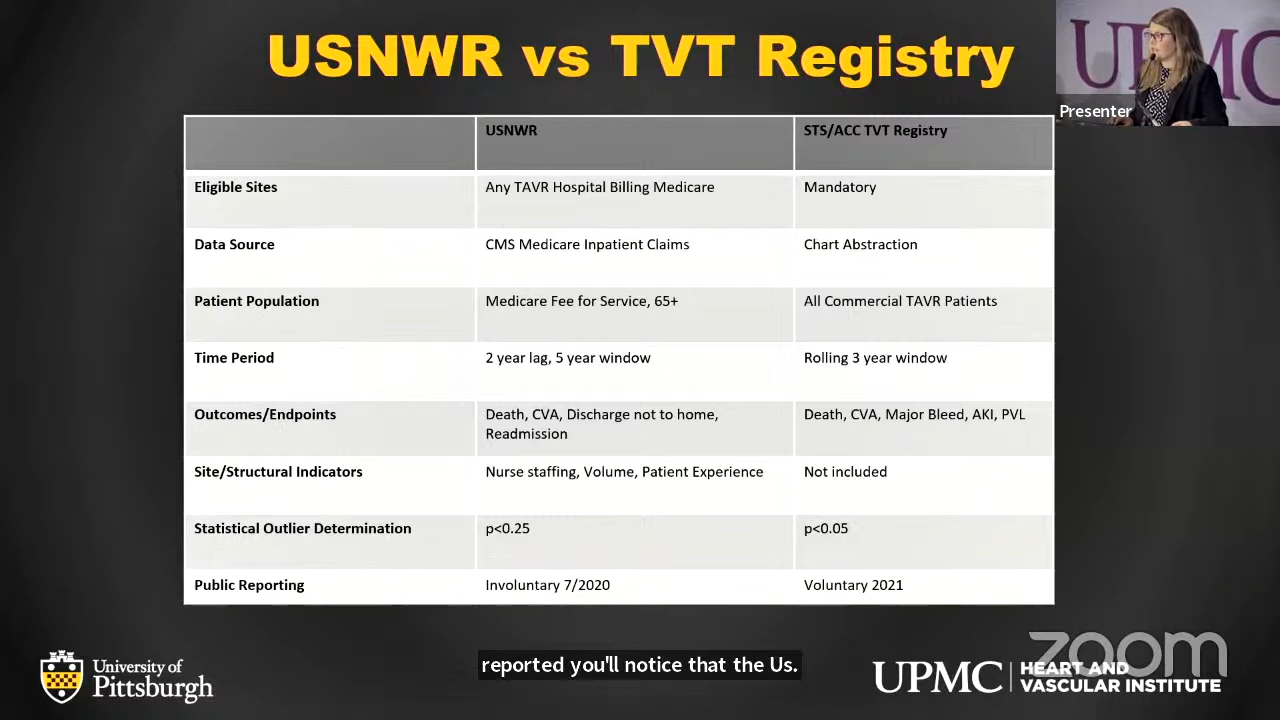 USNWR vs TVT Registry
UPMC
Presenter
USNWR
STS/ACC TVT Registry
Eligible Sites
Any TAVR Hospital Billing Medicare
Mandatory
Data Source
CMS Medicare Inpatient Claims
Chart Abstraction
Patient Population
Medicare Fee for Service, 65+
All Commercial TAVR Patients
Time Period
2 year lag, 5 year window
Rolling 3 year window
Outcomes/Endpoints
Death, CVA, Discharge not to home,
Readmission
Death, CVA, Major Bleed, AKI, PVL
Site/Structural Indicators
Nurse staffing, Volume, Patient Experience
Not included
Statistical Outlier Determination
p<0.25
p<0.05
Public Reporting
Involuntary 7/2020
Voluntary 2021
University of
Pittsburgh
reported you'll notice that the Us.
zoom
UPMC
HEART AND
VASCULAR INSTITUTE